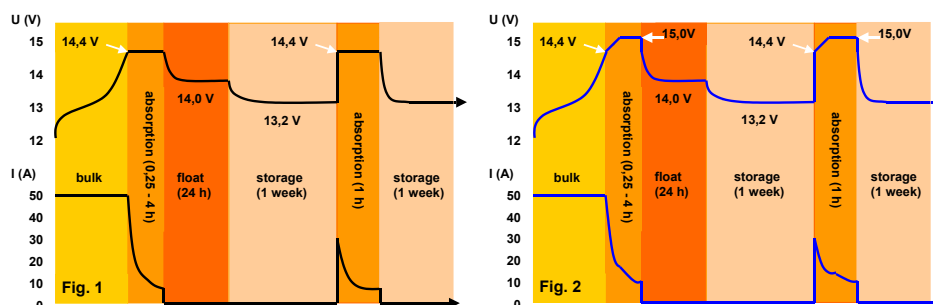 U (V)
15
14
13
12
14,4 V
14,4 V
14,0 V
13,2 V
bulk
absorption (0,25 - 4 h)
float
(24 h)
storage
(1 week)
absorption (1 h)
storage
(1 week)
I (A)
50
40
30
20
10
0
Fig. 1
U (V)
15
14
13
12
14,4 V
15,0V
14,4 V
15,0V
14,0 V
13,2 V
bulk
absorption (0,25 - 4 h)
float
(24 h)
storage
(1 week)
absorption (1 h)
storage
(1 week)
I (A)
50
40
30
20
10
0
Fig. 2